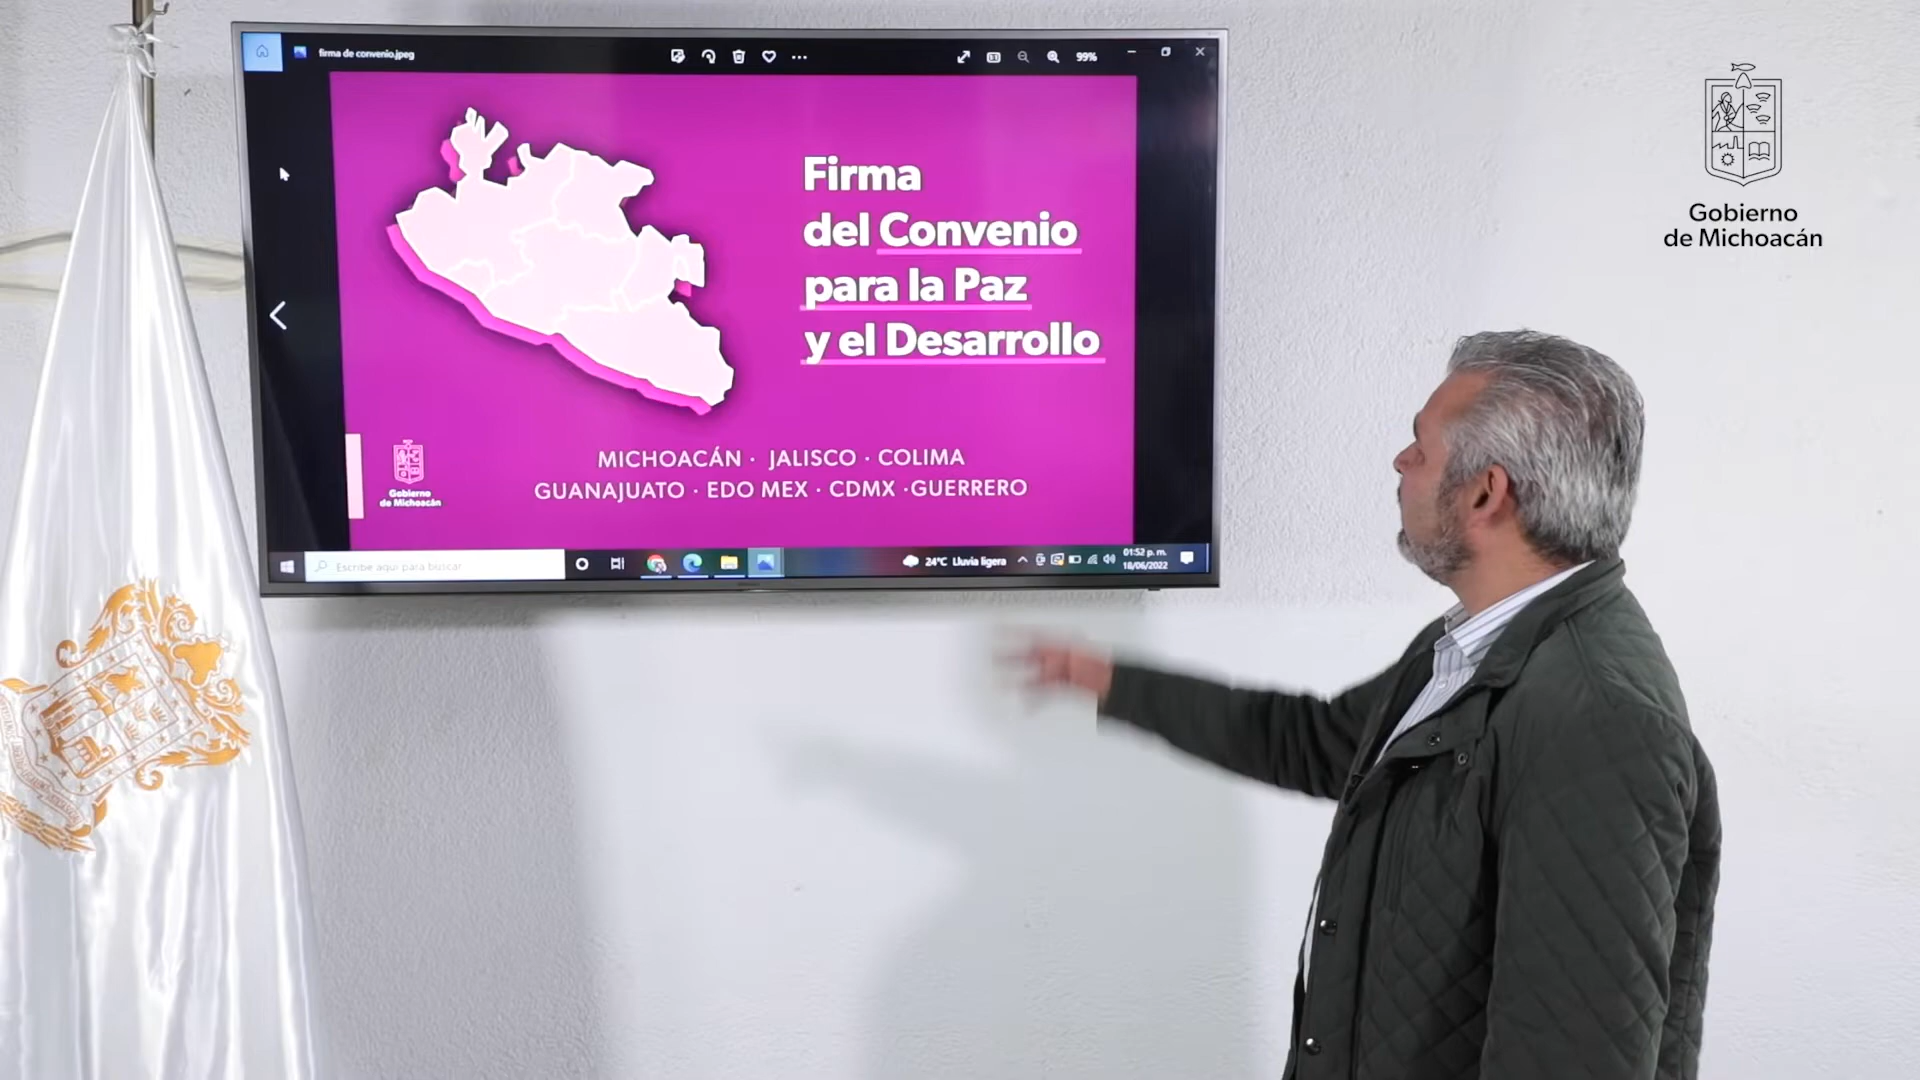 firma de convenio.jpeg
99%
Firma
del Convenio
para la Paz
y el Desarrollo
MICHOACÁN · JALISCO · COLIMA
GUANAJUATO · EDO MEX · CDMX · GUERRERO
Gobierno
de Michoacán
Escribe aquí para buscar
24°C Lluvia ligera
01:52 p. m.
18/06/2022
Gobierno
de Michoacán